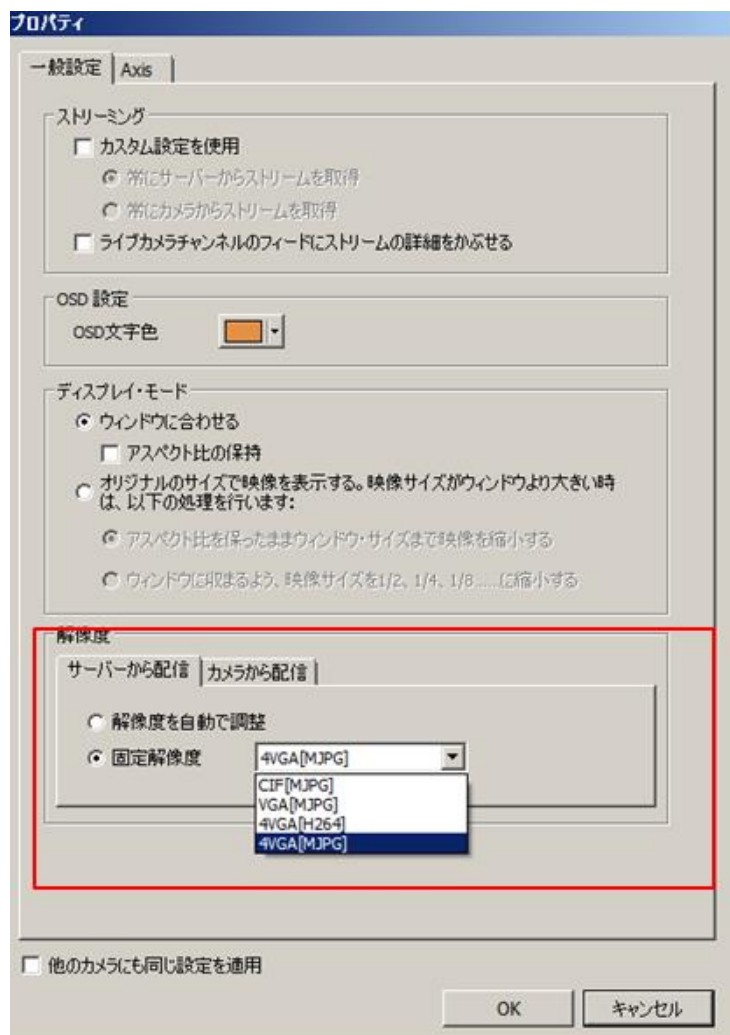 プロパティ
一般設定 Axis
ストリーミング
カスタム設定を使用
常にサーバーからストリームを取得
常にカメラからストリームを取得
ライブカメラチャンネルのフィードにストリームの詳細をかぶせる
OSD 設定
OSD文字色
ディスプレイ・モード
ウィンドウに合わせる
アスペクト比の保持
オリジナルのサイズで映像を表示する。映像サイズがウィンドウより大きい時
は、以下の処理を行います:
アスペクト比を保ったままウィンドウ・サイズまで映像を縮小する
ウィンドウに収まるよう、映像サイズを1/2、1/4、1/8......に縮小する
解像度
サーバーから配信 カメラから配信
解像度を自動で調整
固定解像度 4VGA[MJPG]
CIF[MJPG]
VGA[MJPG]
4VGA[H264]
4VGA[MJPG]
他のカメラにも同じ設定を適用
OK キャンセル